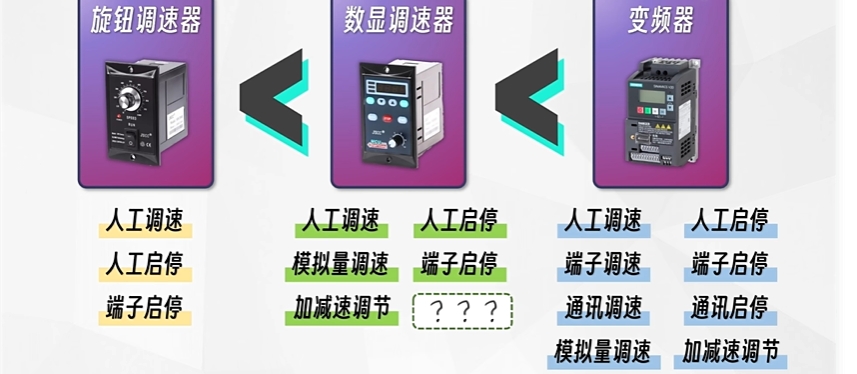 旋钮调速器 数显调速器 变频器
人工调速 人工调速 人工启停 人工调速 人工启停
人工启停 模拟量调速 端子启停 端子调速 端子启停
端子启停 加减速调节 ？？？ 通讯调速 通讯启停
模拟量调速 加减速调节